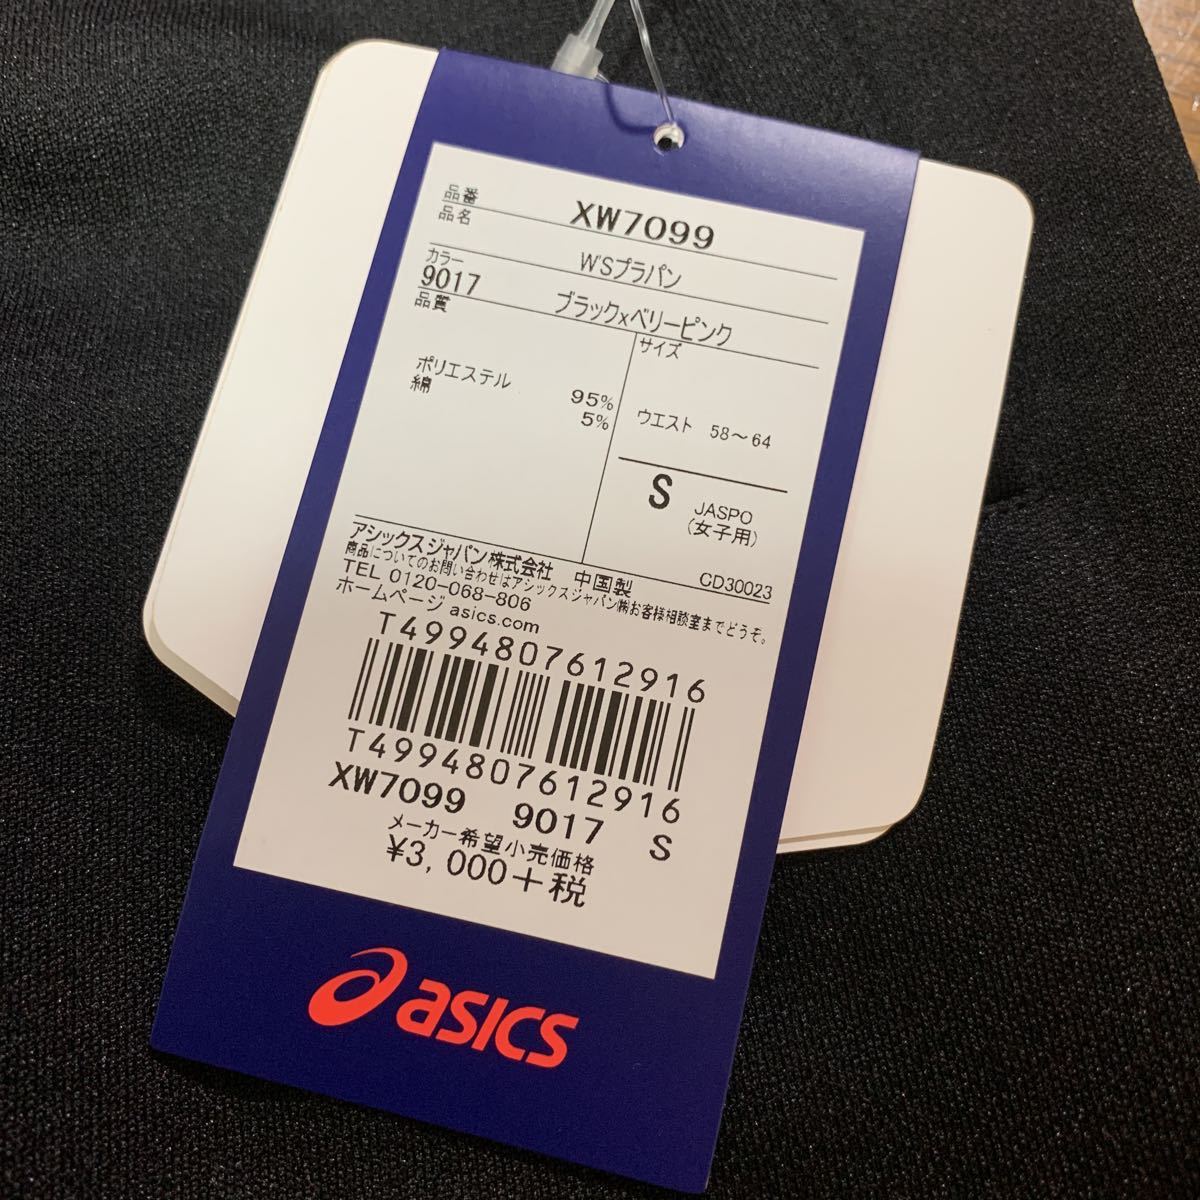 品番 XW7099
品名 W'Sプラパン
カラー
9017 ブラックxベリーピンク
品質
サイズ
ポリエステル 95%
綿 5%
ウエスト 58～64
S JASPO
(女子用)
アシックスジャパン株式会社 中国製 CD30023
商品についてのお問い合わせはアシックスジャパン㈱お客様相談室までどうぞ。
TEL 0120-068-806
ホームページ asics.com
T4994807612916
T4994807612916
XW7099 9017 S
メーカー希望小売価格
¥3,000+税
asics